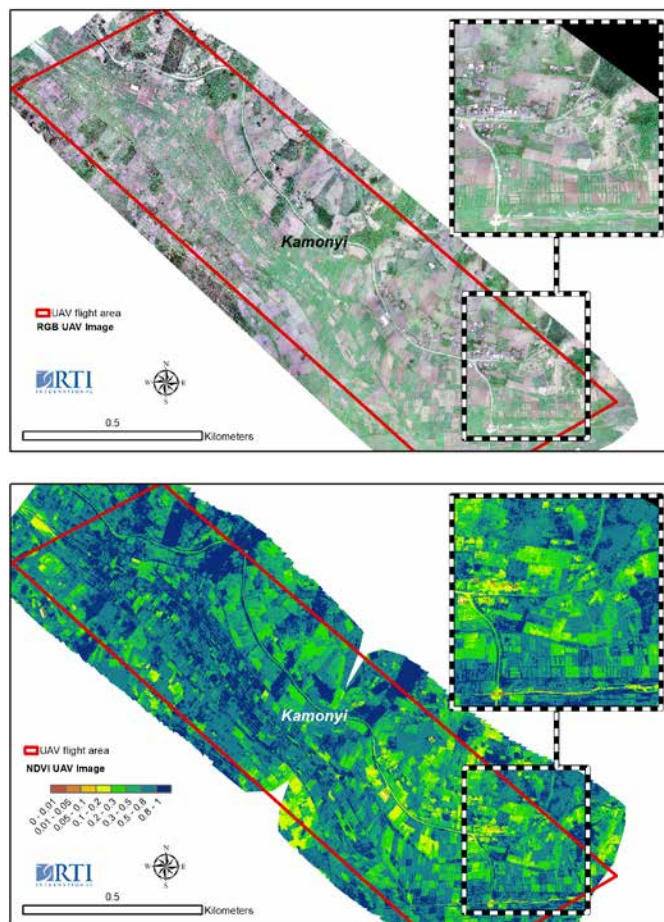 Kamonyi
UAV flight area
RGB UAV Image
RTI
INTERNATIONAL
N
W E
S
0.5
Kilometers
Kamonyi
UAV flight area
NDVI UAV Image
0 - 0.01
0.01 - 0.05
0.05 - 0.1
0.1 - 0.2
0.2 - 0.3
0.3 - 0.5
0.5 - 0.8
0.8 - 1
RTI
INTERNATIONAL
N
W E
S
0.5
Kilometers